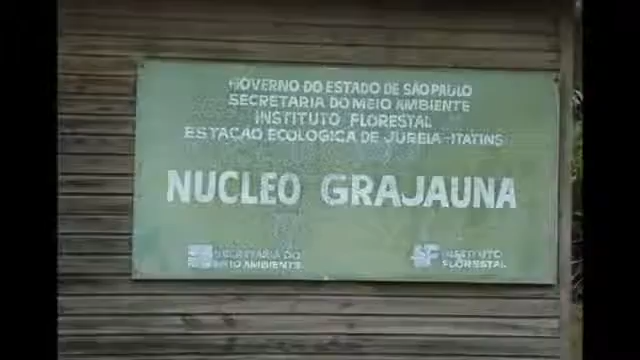 GOVERNO DO ESTADO DE SÃO PAULO
SECRETARIA DO MEIO AMBIENTE
INSTITUTO FLORESTAL
ESTAÇÃO ECOLOGICA DE JUREIA-ITATINS
NUCLEO GRAJAUNA
SECRETARIA DO
MEIO AMBIENTE
INSTITUTO
FLORESTAL